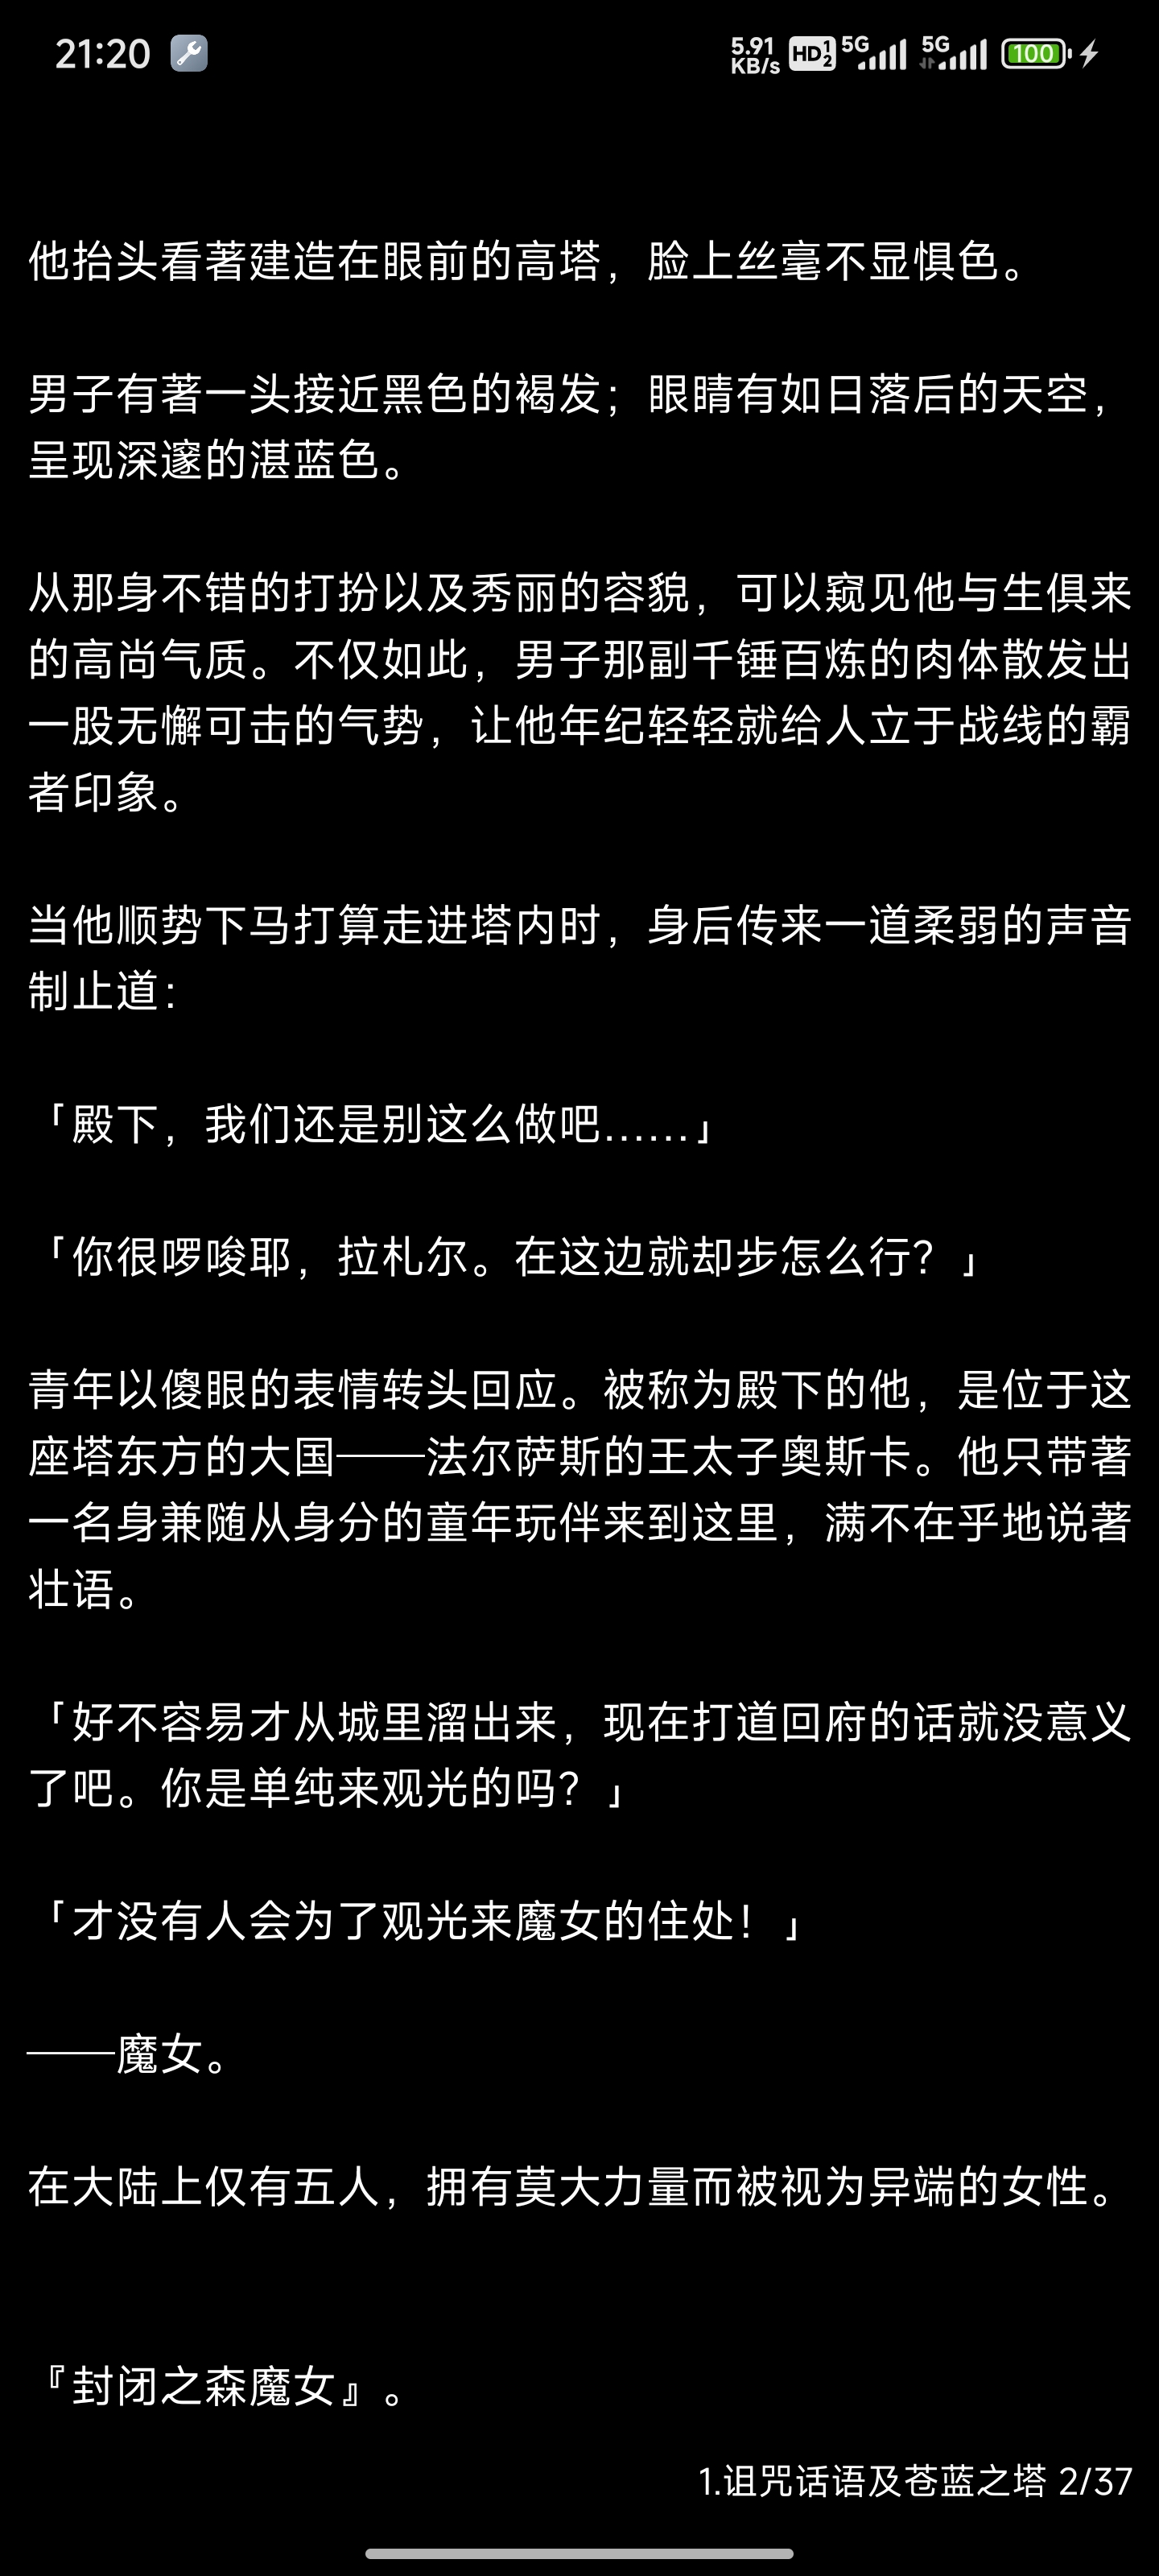 21:20
5.91 KB/s HD 1 2 5G 5G 100
他抬头看著建造在眼前的高塔，脸上丝毫不显惧色。
男子有著一头接近黑色的褐发；眼睛有如日落后的天空，
呈现深邃的湛蓝色。
从那身不错的打扮以及秀丽的容貌，可以窥见他与生俱来
的高尚气质。不仅如此，男子那副千锤百炼的肉体散发出
一股无懈可击的气势，让他年纪轻轻就给人立于战线的霸
者印象。
当他顺势下马打算走进塔内时，身后传来一道柔弱的声音
制止道：
「殿下，我们还是别这么做吧……」
「你很啰唆耶，拉札尔。在这边就却步怎么行？」
青年以傻眼的表情转头回应。被称为殿下的他，是位于这
座塔东方的大国——法尔萨斯的王太子奥斯卡。他只带著
一名身兼随从身分的童年玩伴来到这里，满不在乎地说著
壮语。
「好不容易才从城里溜出来，现在打道回府的话就没意义
了吧。你是单纯来观光的吗？」
「才没有人会为了观光来魔女的住处！」
——魔女。
在大陆上仅有五人，拥有莫大力量而被视为异端的女性。
『封闭之森魔女』。
1.诅咒话语及苍蓝之塔 2/37